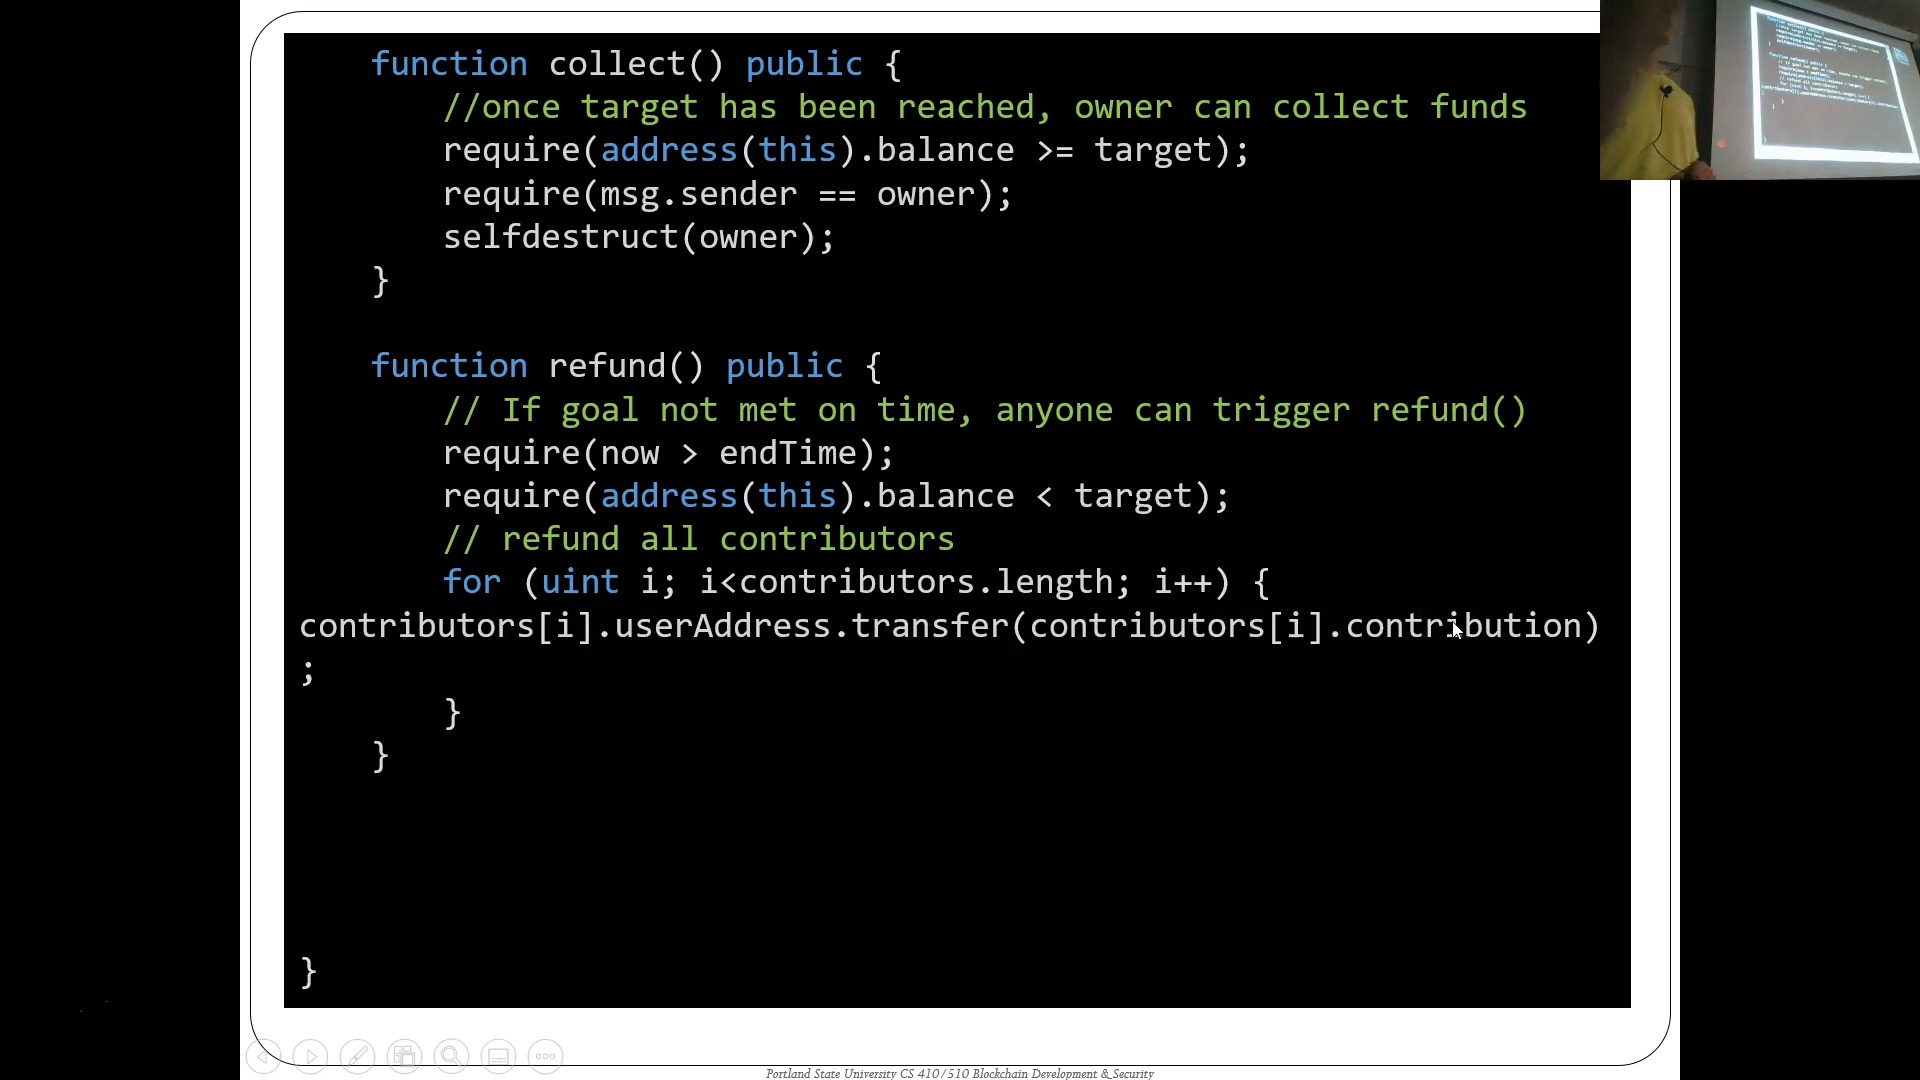 function collect() public {
//once target has been reached, owner can collect funds
require(address(this).balance >= target);
require(msg.sender == owner);
selfdestruct(owner);
}
function refund() public {
// If goal not met on time, anyone can trigger refund()
require(now > endTime);
require(address(this).balance < target);
// refund all contributors
for (uint i; i<contributors.length; i++) {
contributors[i].userAddress.transfer(contributors[i].contribution)
;
}
}
}
Portland State University CS 410/510 Blockchain Development & Security